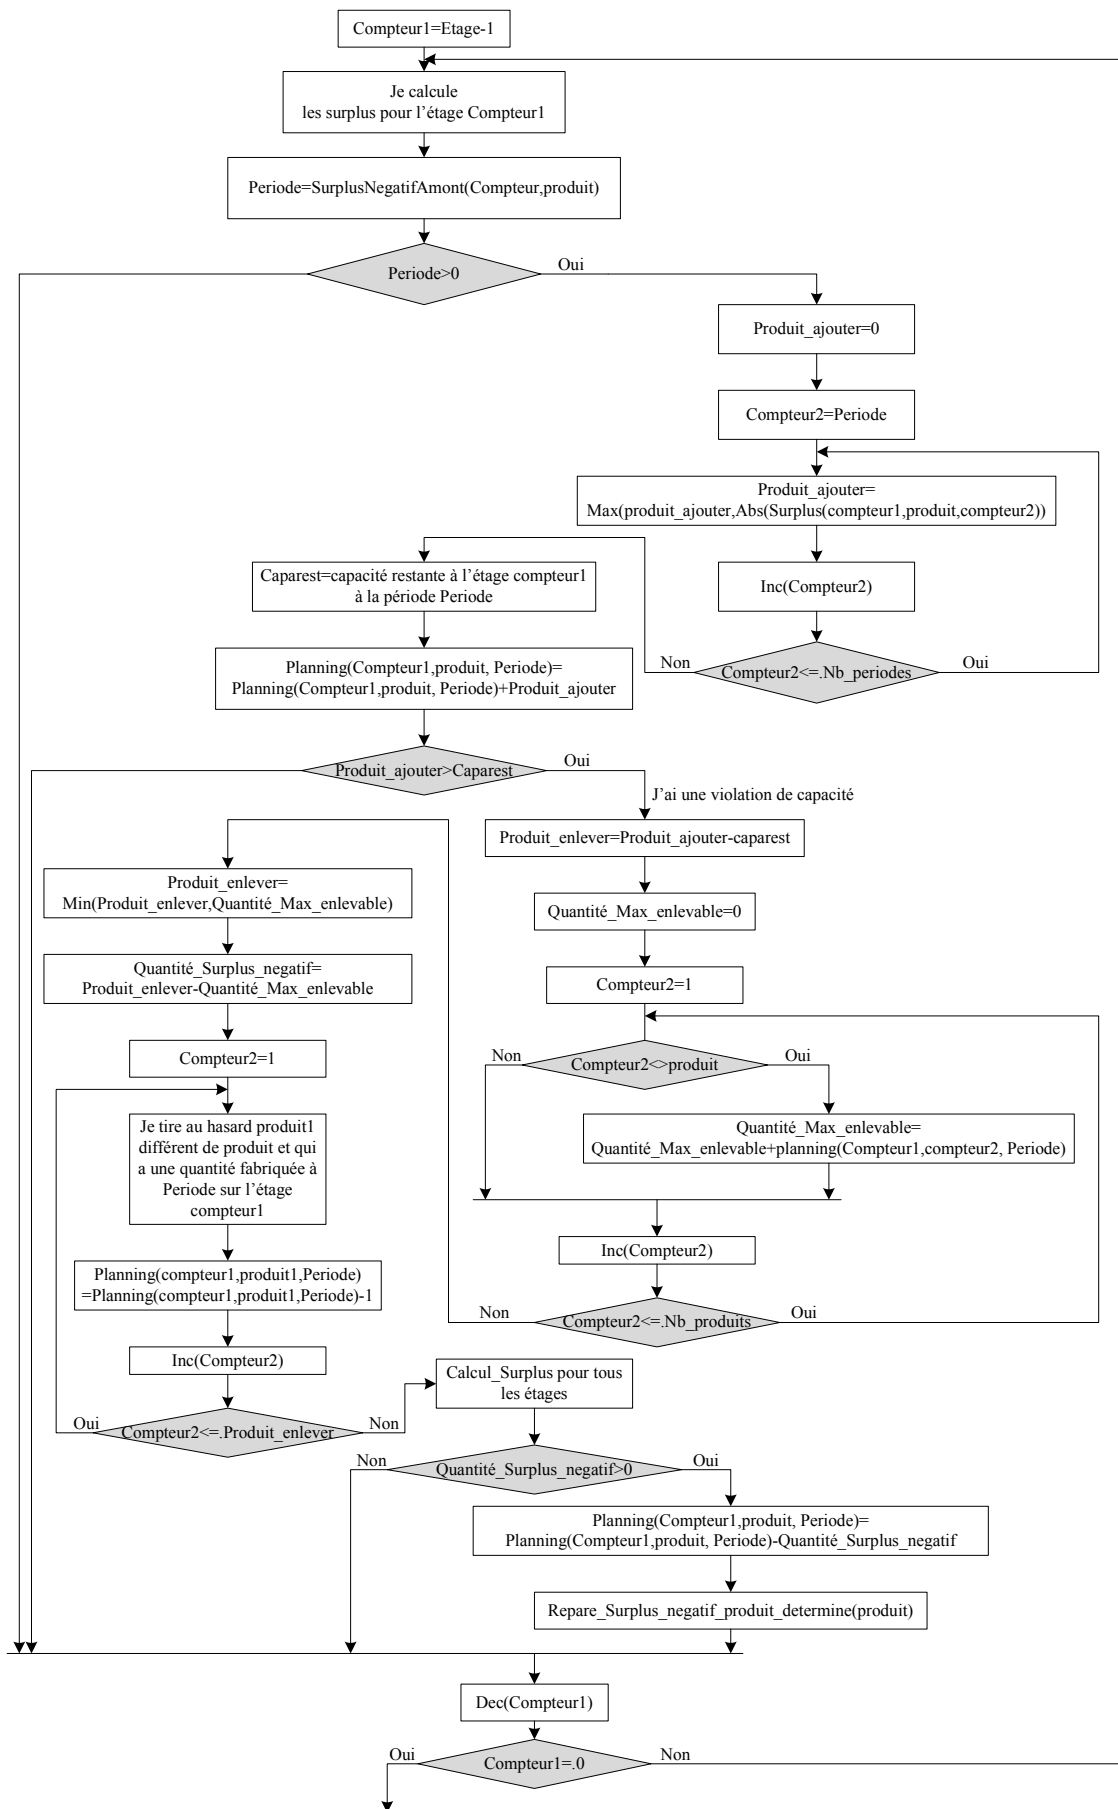 Compteur1=Etage-1
Je calcule
les surplus pour l'étage Compteur1
Periode=SurplusNegatifAmont(Compteur,produit)
Periode>0
Oui
Produit_ajouter=0
Compteur2=Periode
Produit_ajouter=
Max(produit_ajouter,Abs(Surplus(compteur1,produit,compteur2))
Inc(Compteur2)
Compteur2<=.Nb_periodes
Non
Oui
Caparest=capacité restante à l'étage compteur1
à la période Periode
Planning(Compteur1,produit, Periode)=
Planning(Compteur1,produit, Periode)+Produit_ajouter
Produit_ajouter>Caparest
Oui
J'ai une violation de capacité
Produit_enlever=Produit_ajouter-caparest
Quantité_Max_enlevable=0
Compteur2=1
Compteur2<>produit
Non
Oui
Quantité_Max_enlevable=
Quantité_Max_enlevable+planning(Compteur1,compteur2, Periode)
Inc(Compteur2)
Compteur2<=.Nb_produits
Non
Oui
Produit_enlever=
Min(Produit_enlever,Quantité_Max_enlevable)
Quantité_Surplus_negatif=
Produit_enlever-Quantité_Max_enlevable
Compteur2=1
Je tire au hasard produit1
différent de produit et qui
a une quantité fabriquée à
Periode sur l'étage
compteur1
Planning(compteur1,produit1,Periode)
=Planning(compteur1,produit1,Periode)-1
Inc(Compteur2)
Oui
Compteur2<=.Produit_enlever
Non
Calcul_Surplus pour tous
les étages
Non
Quantité_Surplus_negatif>0
Oui
Planning(Compteur1,produit, Periode)=
Planning(Compteur1,produit, Periode)-Quantité_Surplus_negatif
Repare_Surplus_negatif_produit_determine(produit)
Dec(Compteur1)
Oui
Compteur1=.0
Non